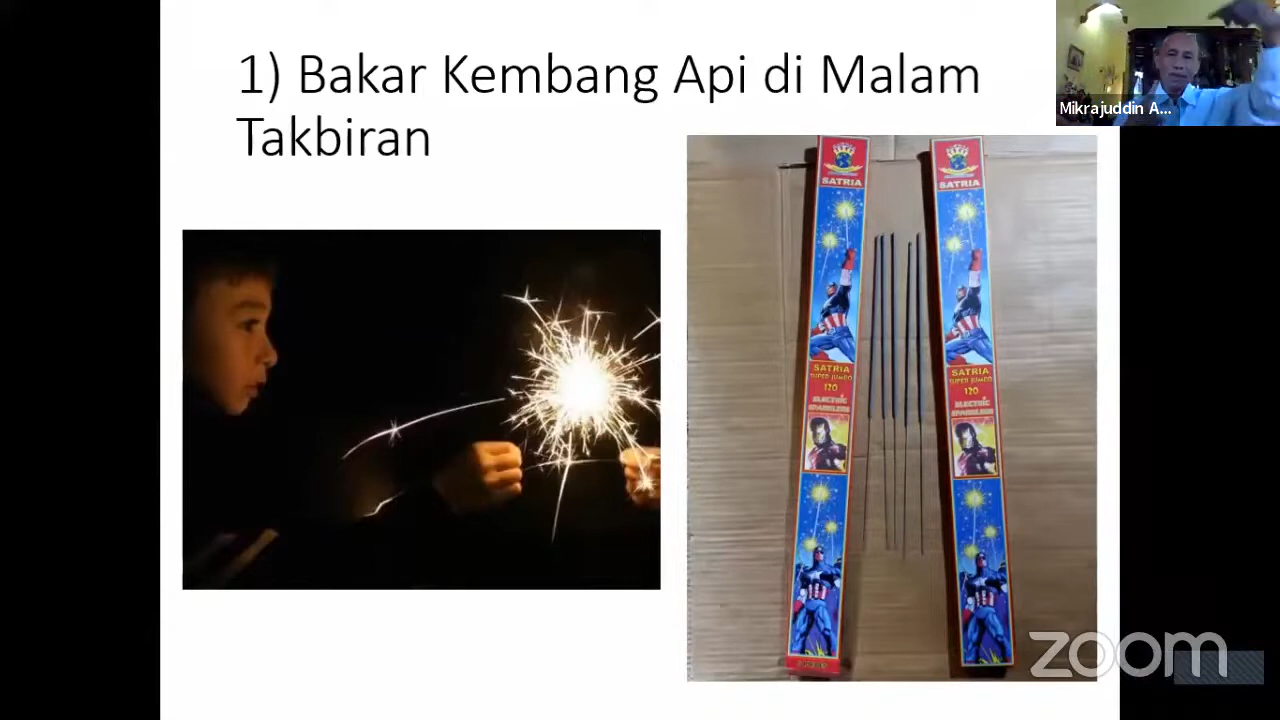 1) Bakar Kembang Api di Malam
Takbiran
Mikrajuddin A...
SATRIA
SATRIA
SATRIA
SUPER JUMBO
120
ELECTRIC
SPARKLERS
SATRIA
SUPER JUMBO
120
ELECTRIC
SPARKLERS
zoom